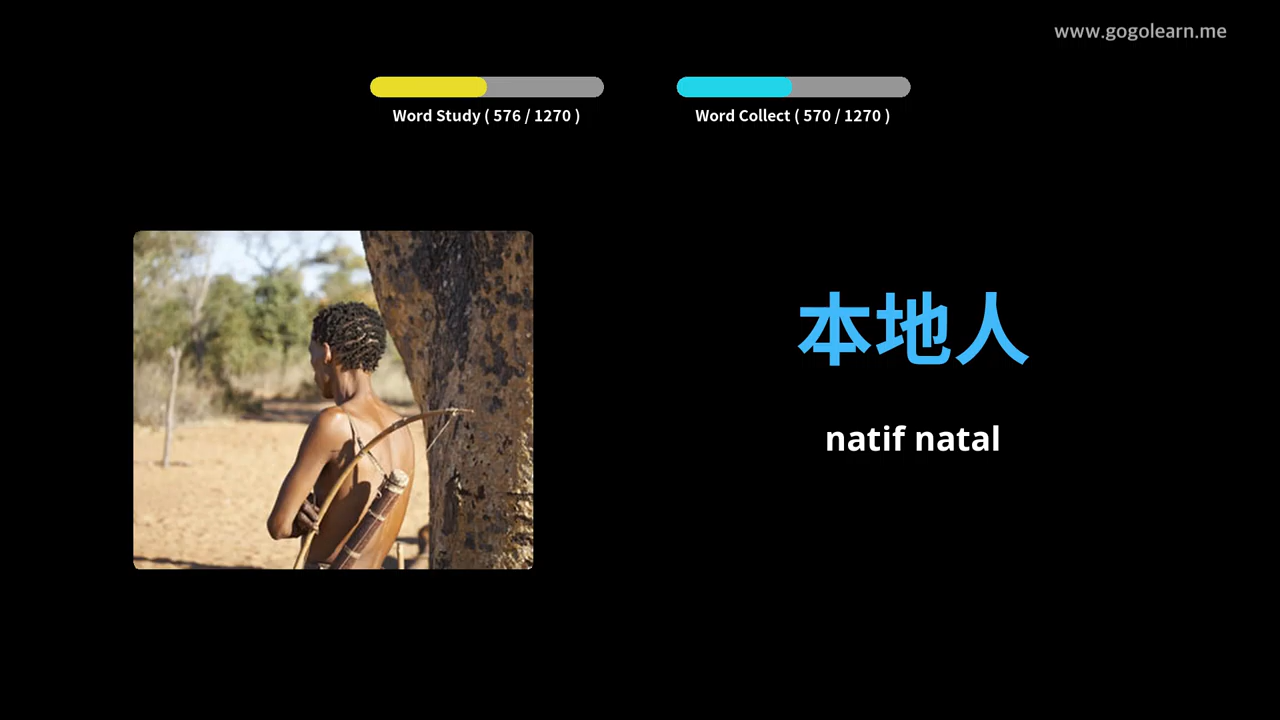 www.gogolearn.me
Word Study ( 576 / 1270 )
Word Collect ( 570 / 1270 )
本地人
natif natal